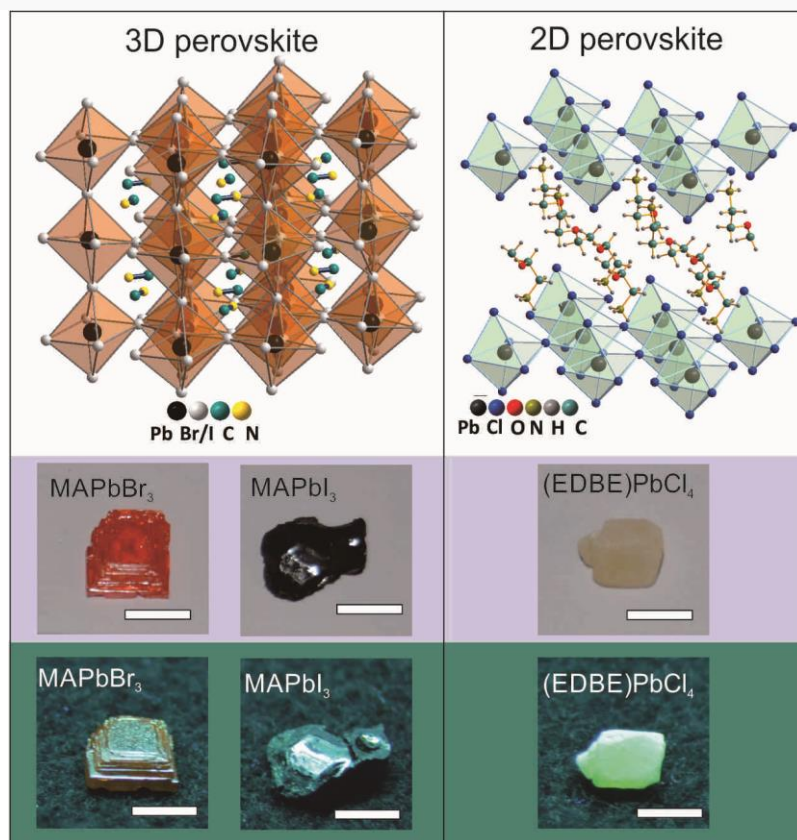 3D perovskite
2D perovskite
Pb Br/I C N
Pb Cl O N H C
MAPbBr₃
MAPbI₃
(EDBE)PbCl₄
MAPbBr₃
MAPbI₃
(EDBE)PbCl₄